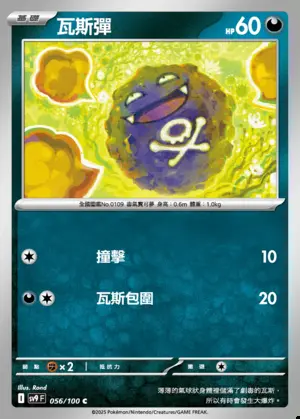 基礎 瓦斯彈 HP 60
全國圖鑑No.0109 毒氣寶可夢 身高：0.6m 體重：1.0kg
撞擊 10
瓦斯包圍 20
弱點 ×2 抵抗力 撤退
Illus. Rond
I sv9 F 056/100 C
薄薄的氣球狀身體裡塞滿了劇毒的瓦斯，
所以有時會發生大爆炸。
©2025 Pokémon/Nintendo/Creatures/GAME FREAK.